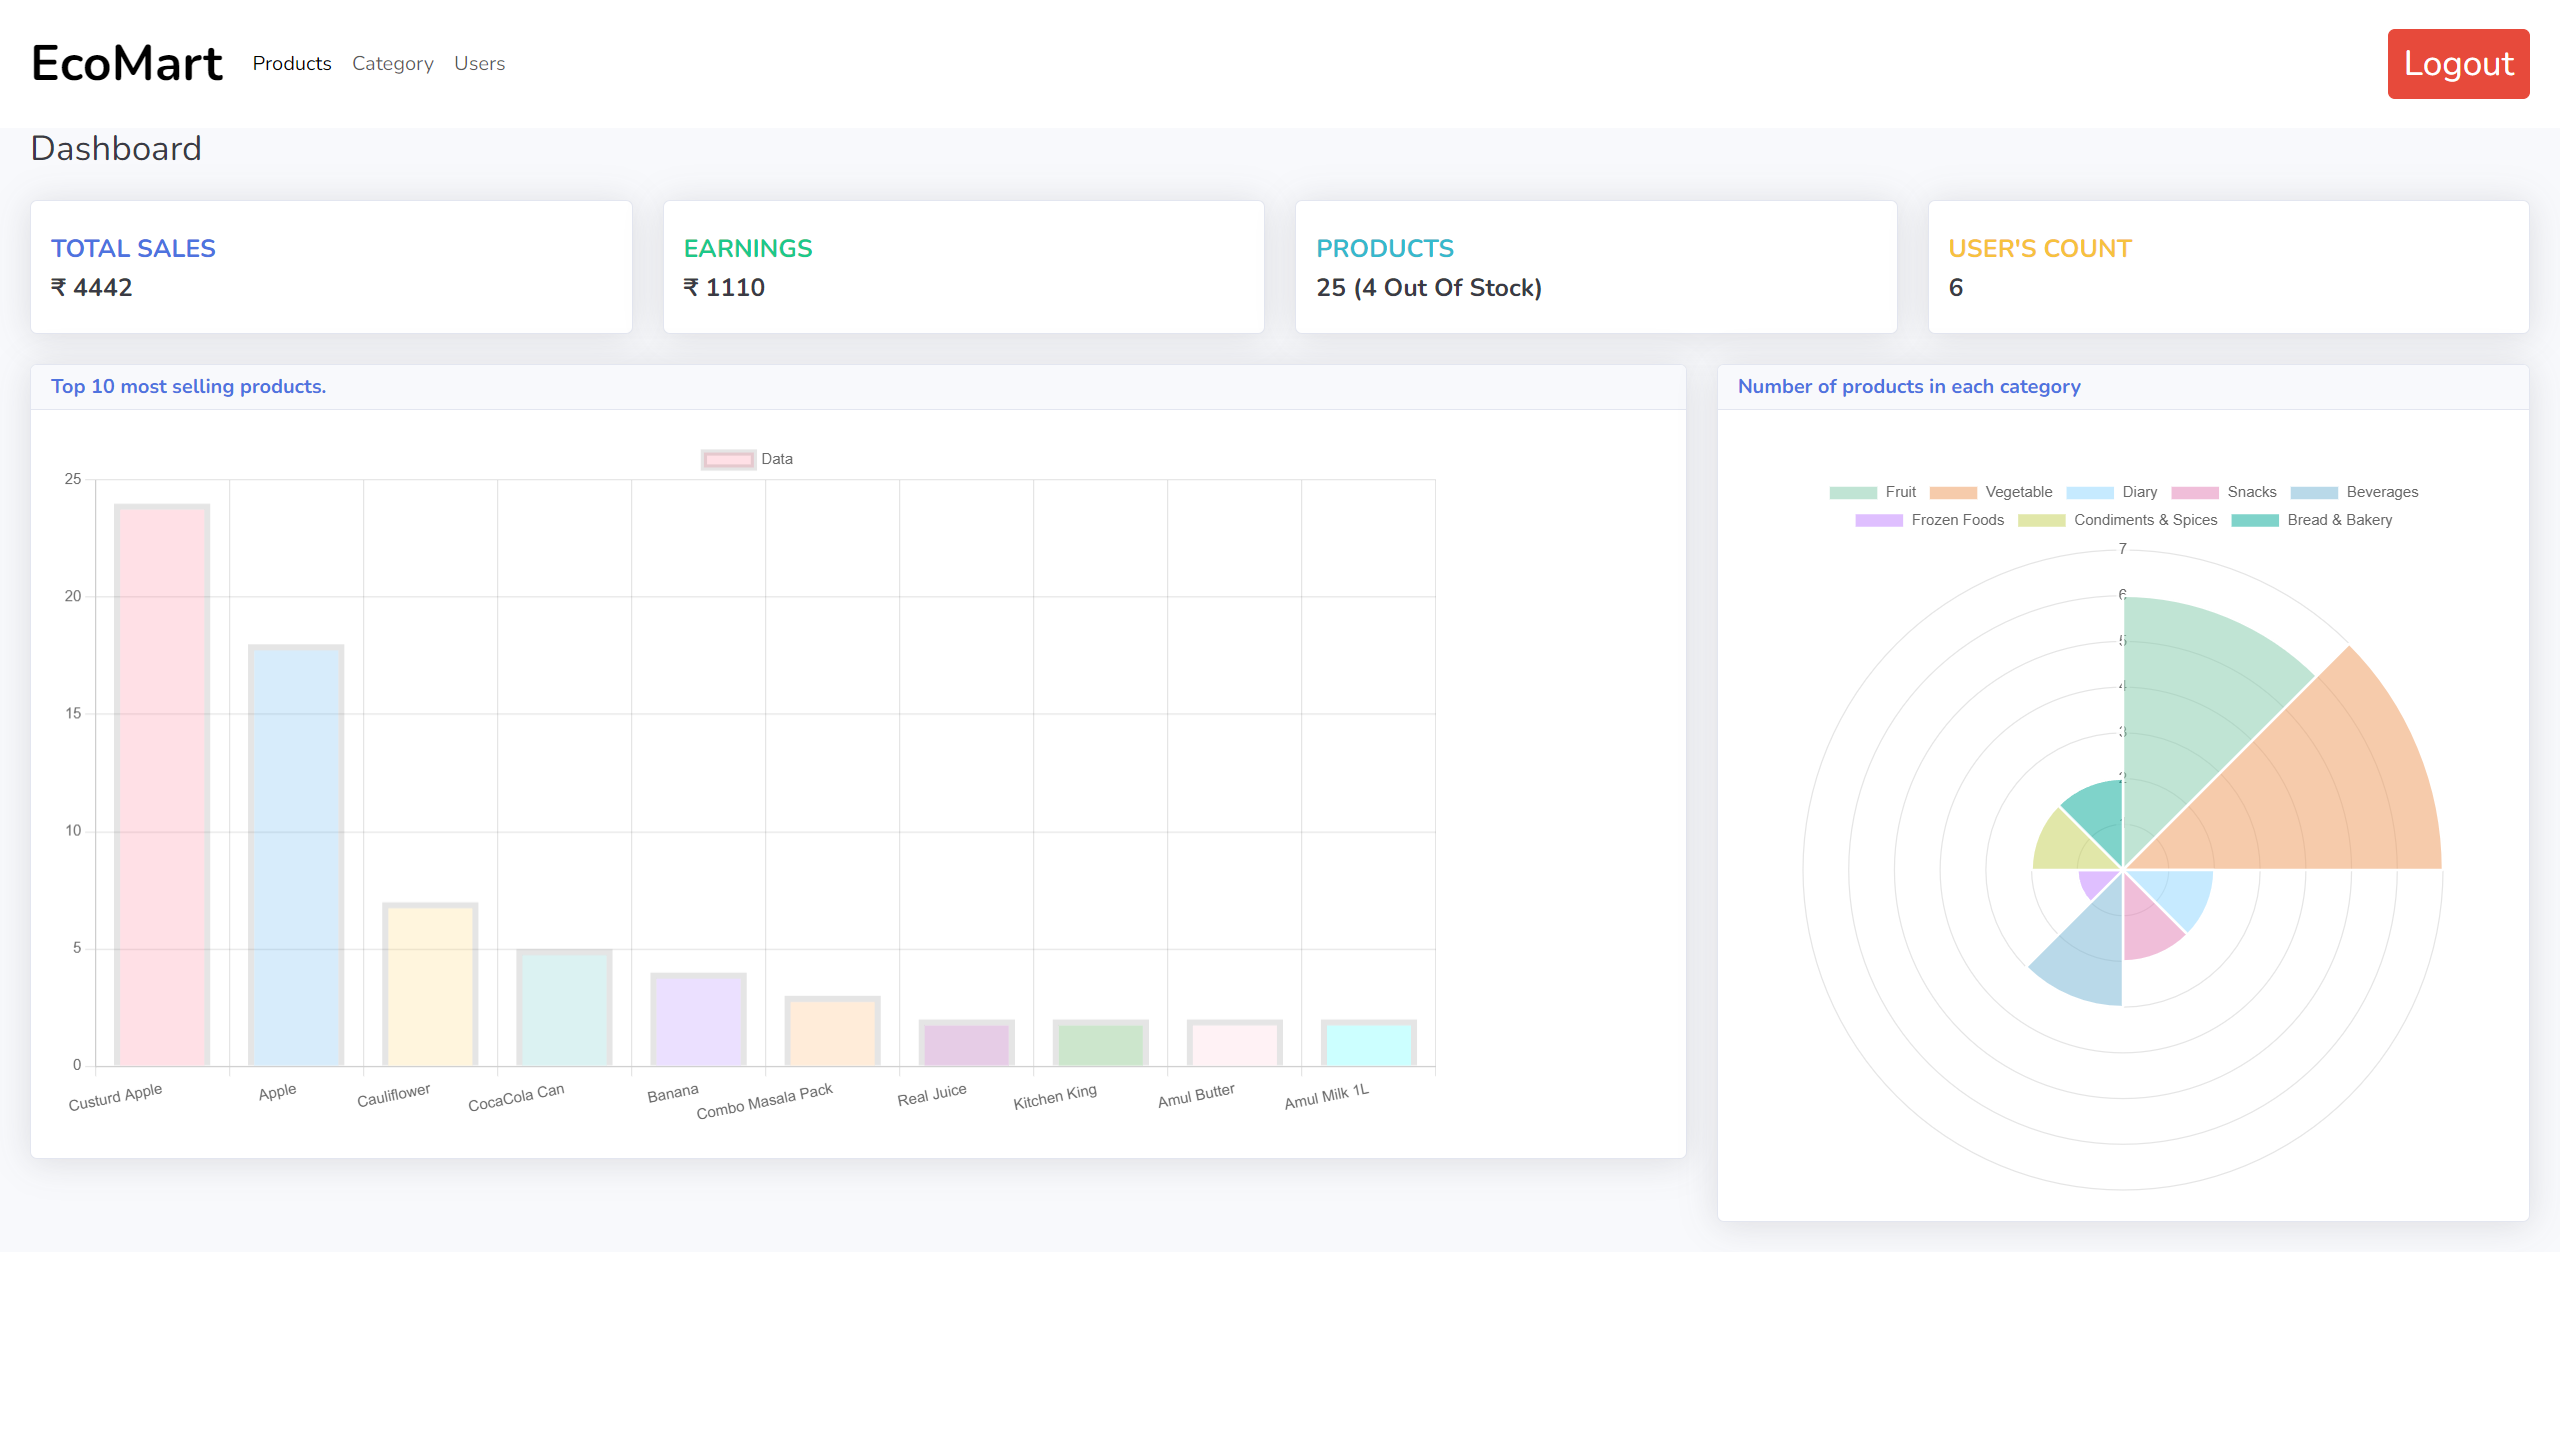 EcoMart Products Category Users Logout
Dashboard
TOTAL SALES
₹ 4442
EARNINGS
₹ 1110
PRODUCTS
25 (4 Out Of Stock)
USER'S COUNT
6
Top 10 most selling products.
Data
25
20
15
10
5
0
Custurd Apple
Apple
Cauliflower
CocaCola Can
Banana
Combo Masala Pack
Real Juice
Kitchen King
Amul Butter
Amul Milk 1L
Number of products in each category
Fruit Vegetable Diary Snacks Beverages
Frozen Foods Condiments & Spices Bread & Bakery
7
6
5
4
3
2